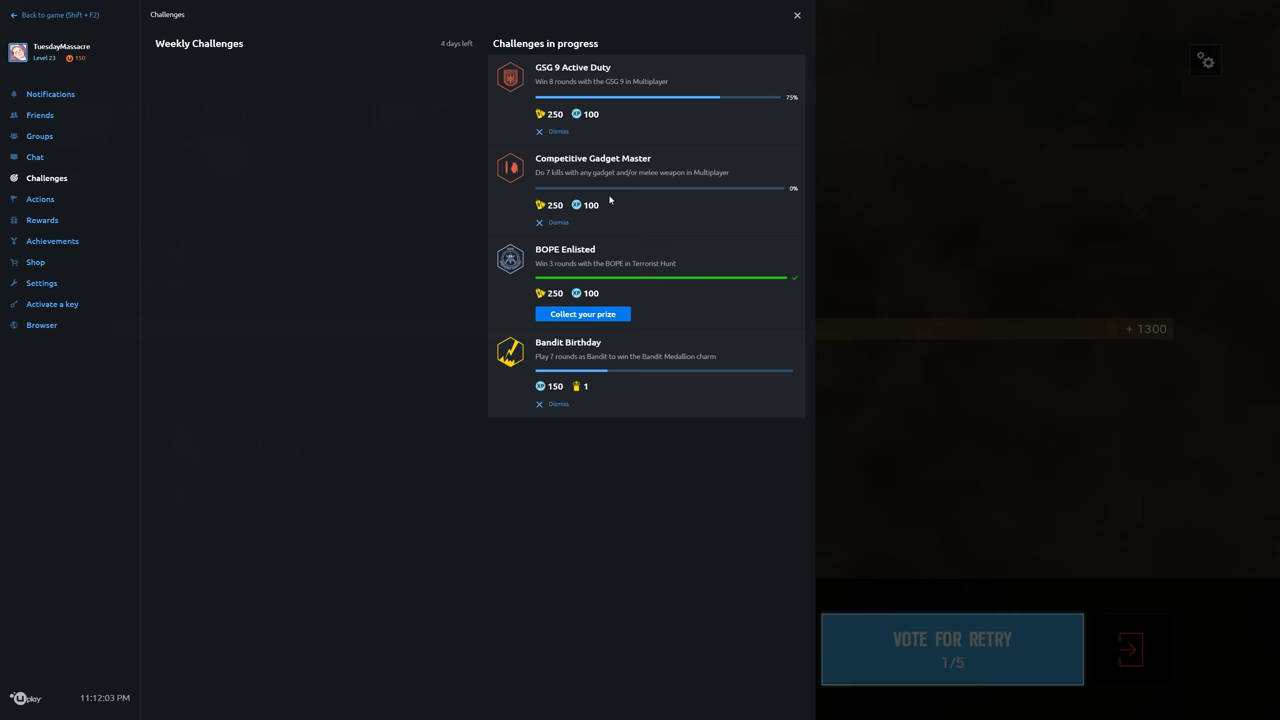 Back to game (Shift + F2)
TuesdayMassacre
Level 23 150
Notifications
Friends
Groups
Chat
Challenges
Actions
Rewards
Achievements
Shop
Settings
Activate a key
Browser
uplay 11:12:03 PM
Challenges
Weekly Challenges 4 days left
Challenges in progress
GSG 9 Active Duty
Win 8 rounds with the GSG 9 in Multiplayer
75%
250 XP 100
Dismiss
Competitive Gadget Master
Do 7 kills with any gadget and/or melee weapon in Multiplayer
0%
250 XP 100
Dismiss
BOPE Enlisted
Win 3 rounds with the BOPE in Terrorist Hunt
250 XP 100
Collect your prize
Bandit Birthday
Play 7 rounds as Bandit to win the Bandit Medallion charm
XP 150 1
Dismiss
+ 1300
VOTE FOR RETRY
1/5